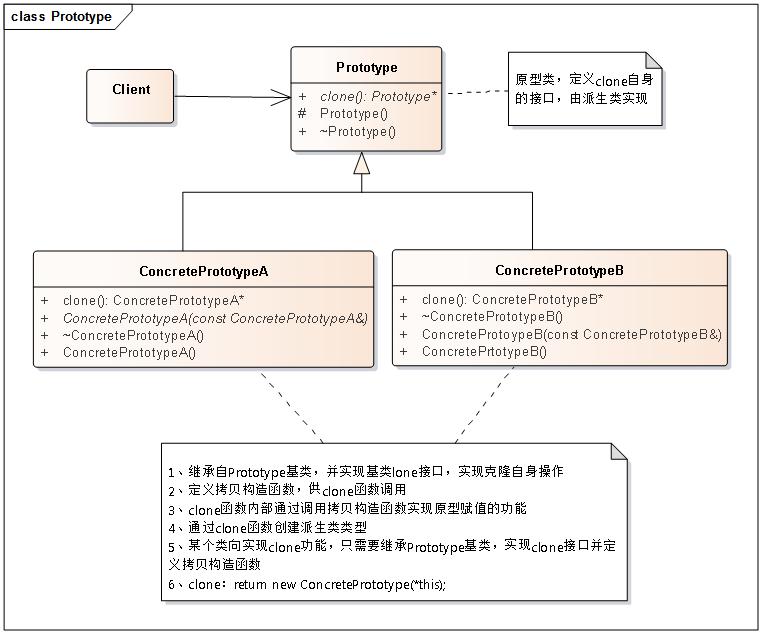 class Prototype
Client
Prototype
+ clone(): Prototype*
# Prototype()
+ ~Prototype()
原型类，定义clone自身
的接口，由派生类实现
ConcretePrototypeA
+ clone(): ConcretePrototypeA*
+ ConcretePrototypeA(const ConcretePrototypeA&)
+ ~ConcretePrototypeA()
+ ConcretePrototypeA()
ConcretePrototypeB
+ clone(): ConcretePrototypeB*
+ ~ConcretePrototypeB()
+ ConcreteProtoypeB(const ConcretePrototypeB&)
+ ConcretePrtotypeB()
1、继承自Prototype基类，并实现基类lone接口，实现克隆自身操作
2、定义拷贝构造函数，供clone函数调用
3、clone函数内部通过调用拷贝构造函数实现原型赋值的功能
4、通过clone函数创建派生类类型
5、某个类向实现clone功能，只需要继承Prototype基类，实现clone接口并定
义拷贝构造函数
6、clone：return new ConcretePrototype(*this);